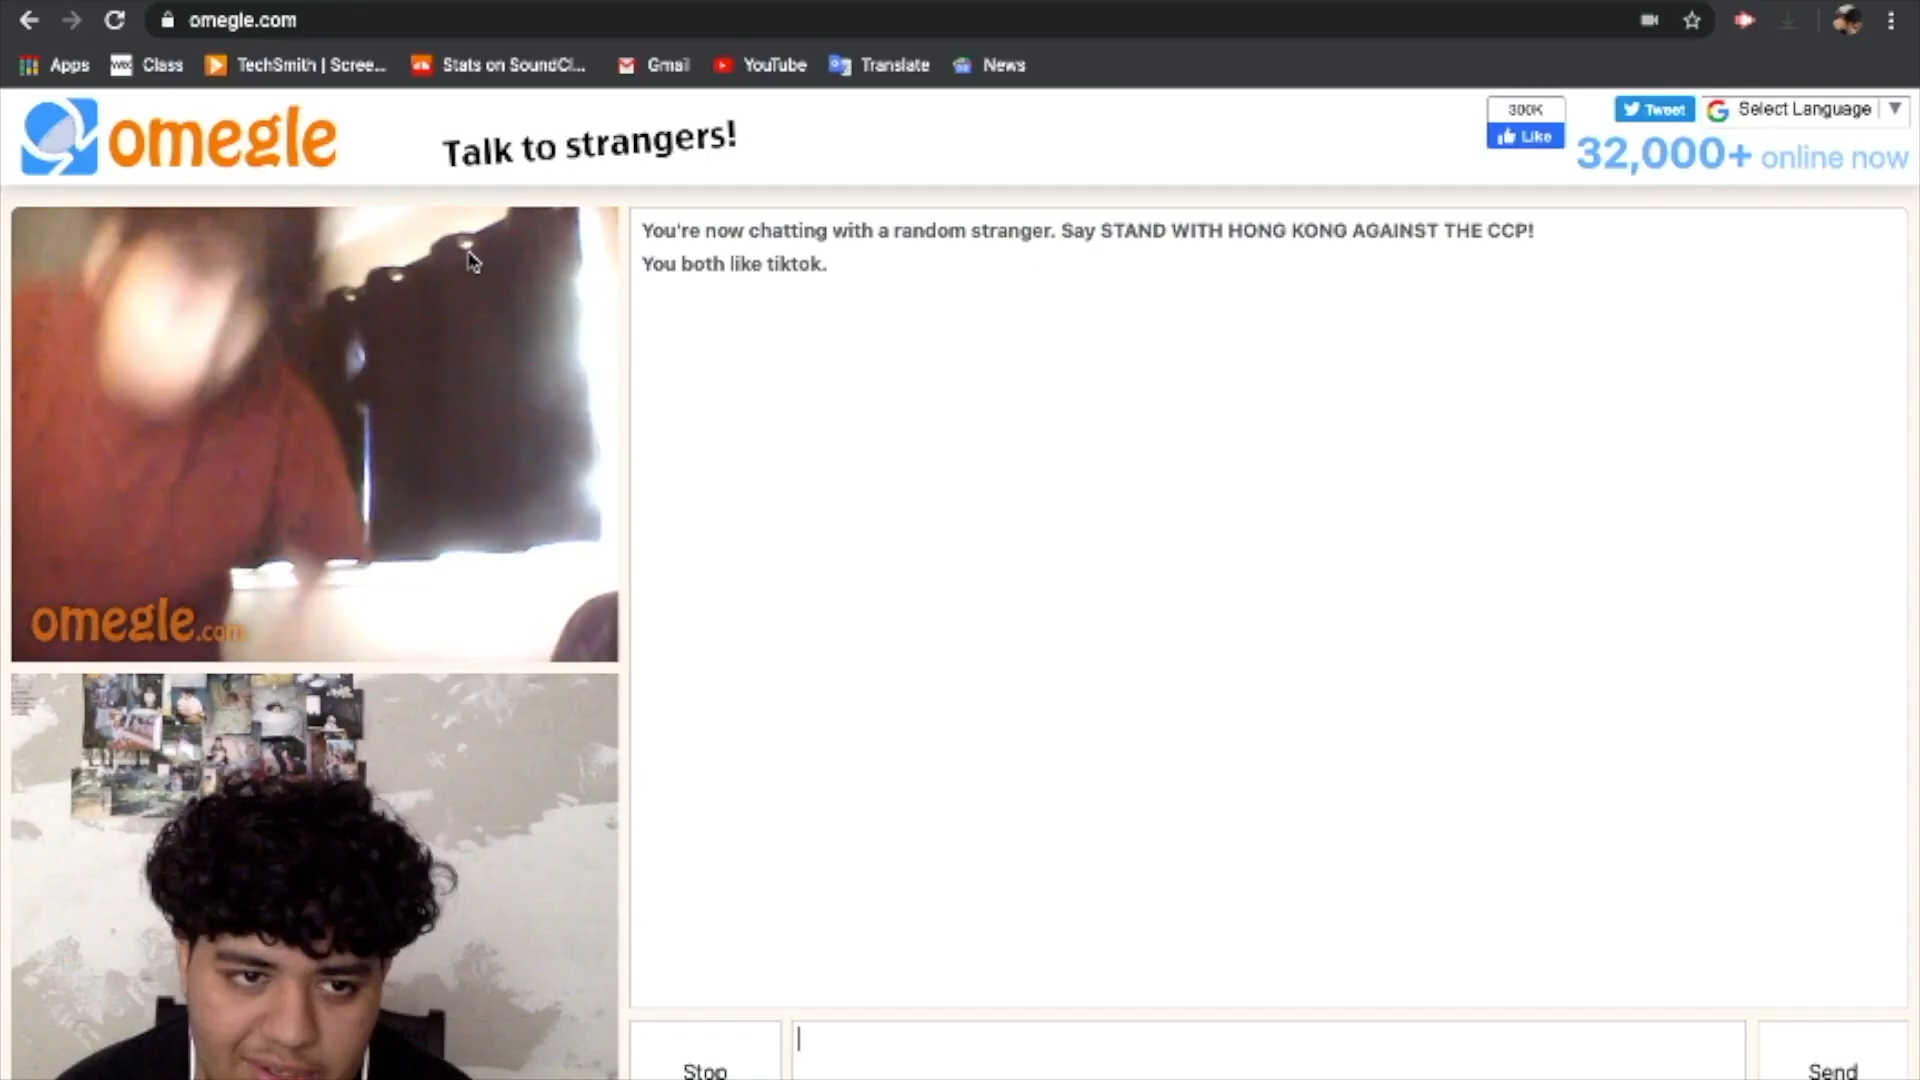 omegle.com
Apps
Class
TechSmith | Scree...
Stats on SoundCl...
Gmail
YouTube
Translate
News
omegle
Talk to strangers!
300K
Like
Tweet
Select Language
32,000+ online now
You're now chatting with a random stranger. Say STAND WITH HONG KONG AGAINST THE CCP!
You both like tiktok.
omegle.com
Stop
Send